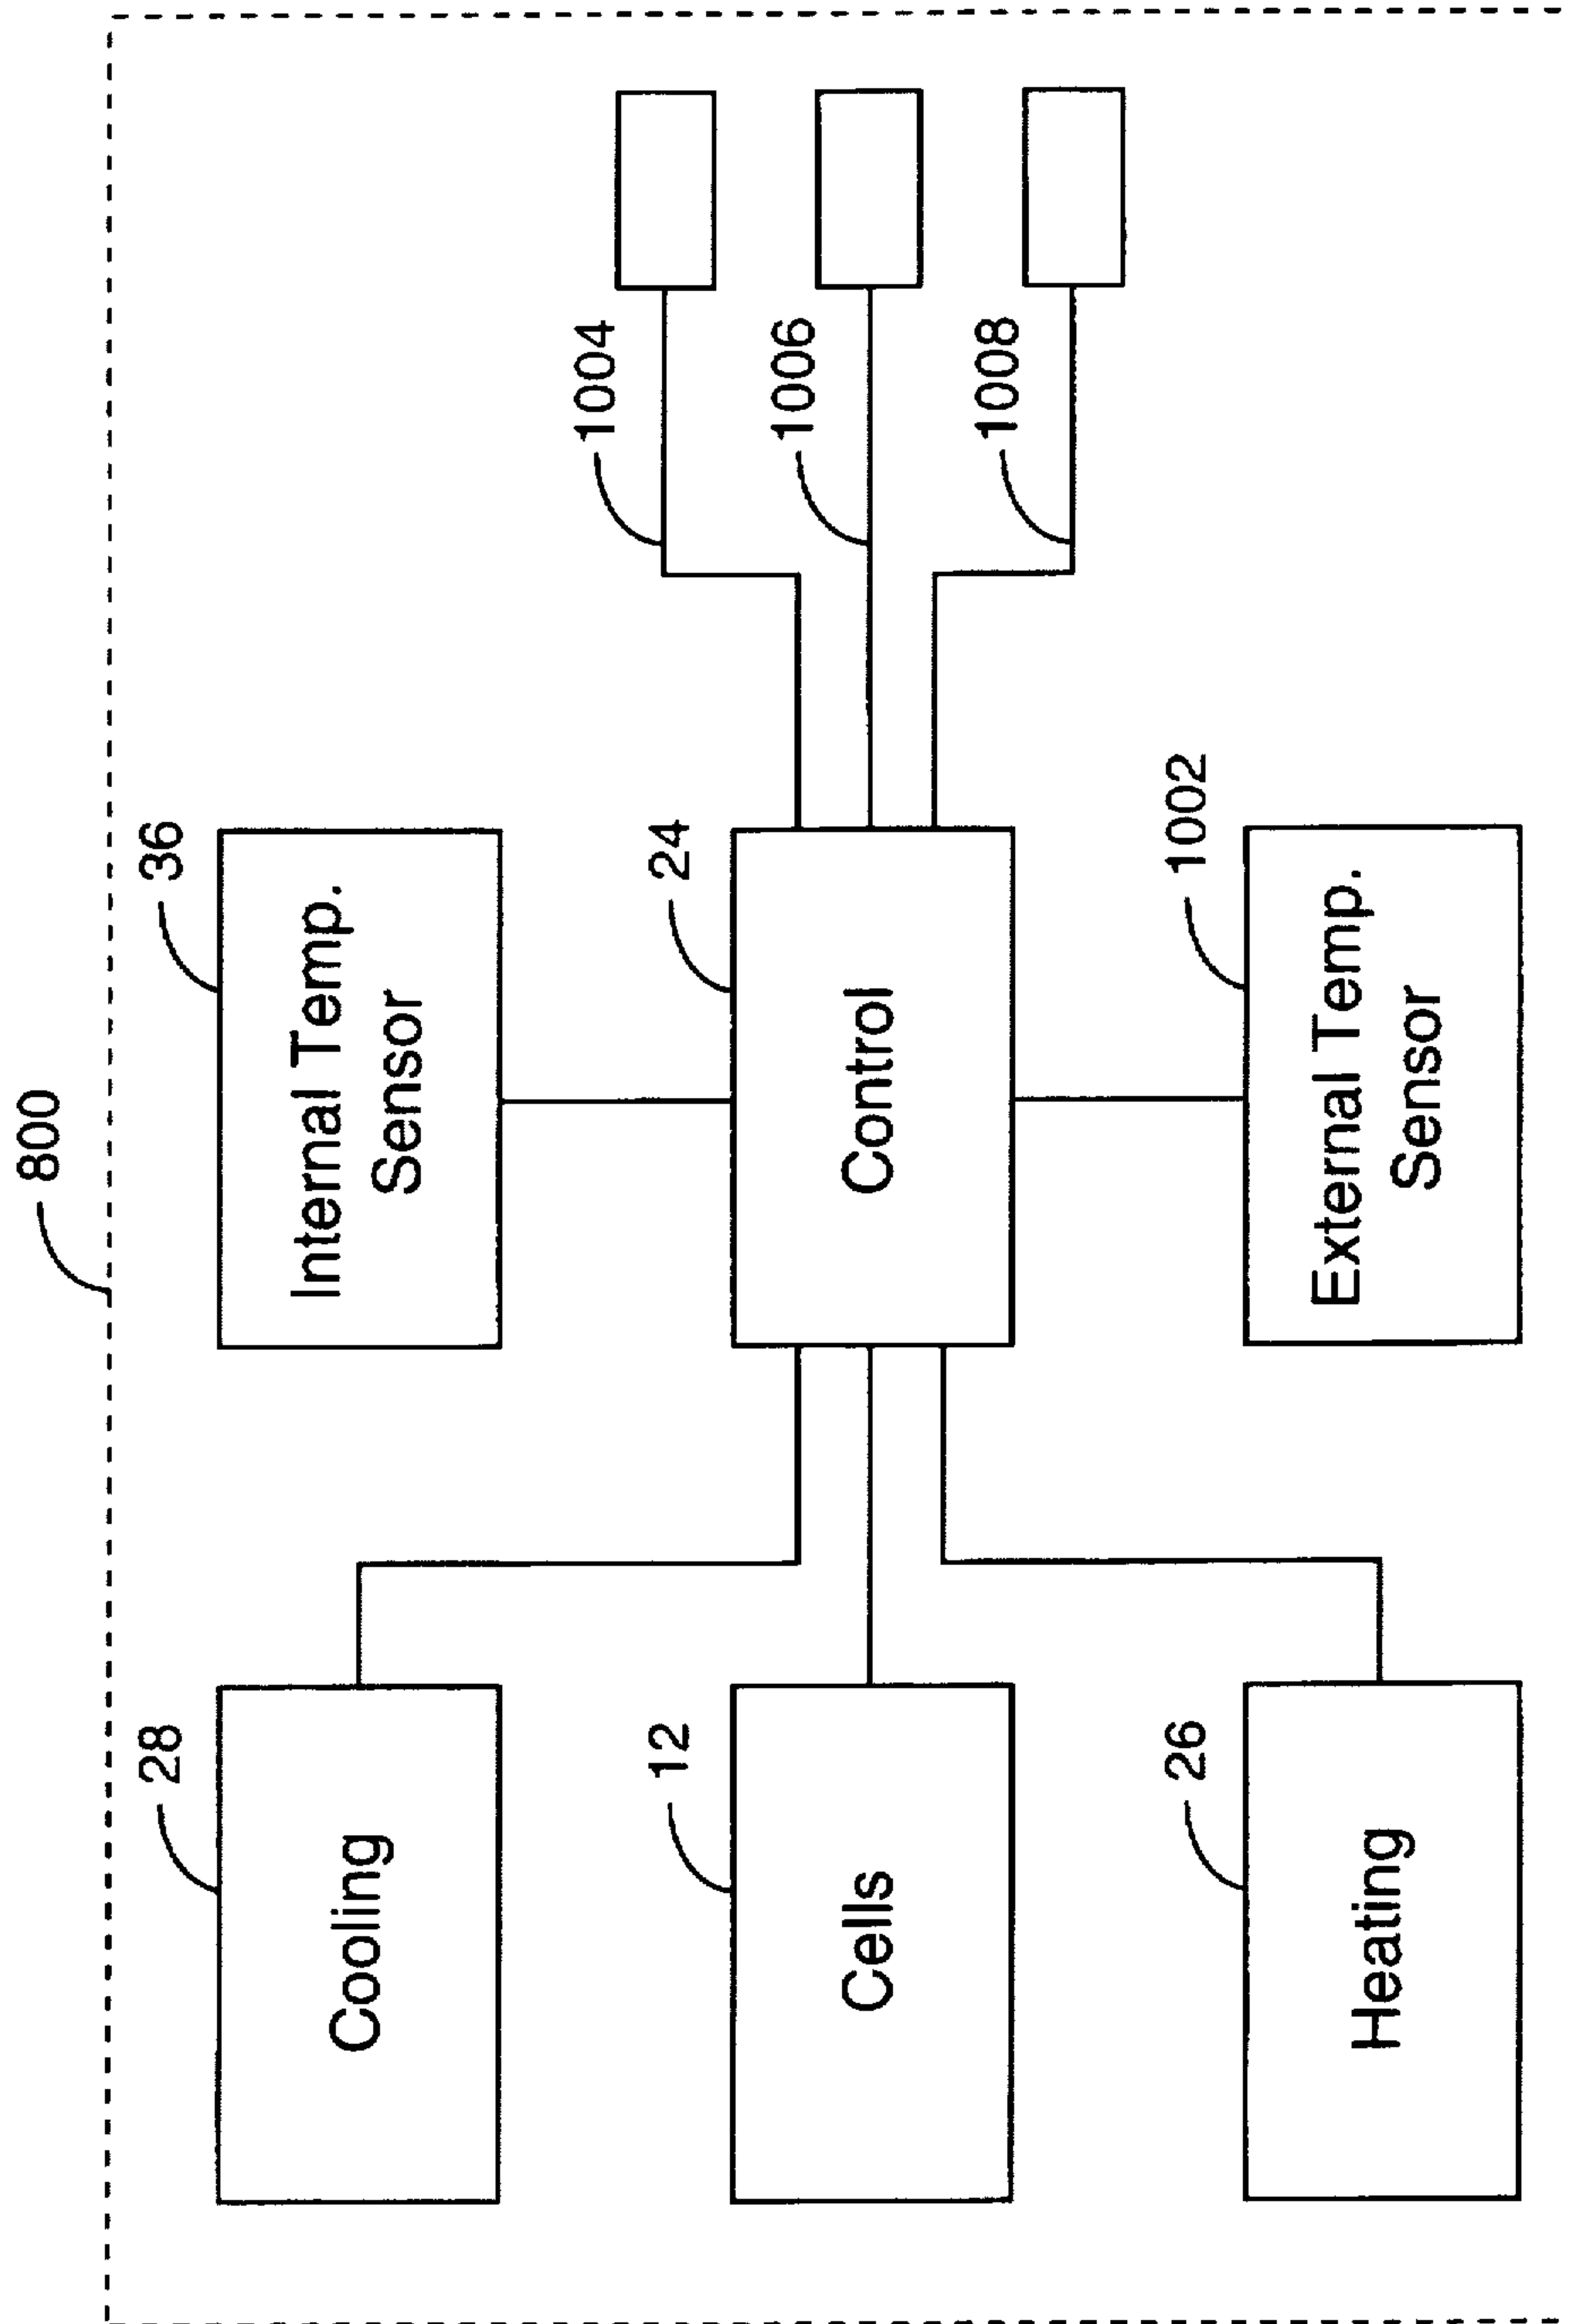 800
28
Cooling
36
Internal Temp.
Sensor
1004
12
Cells
24
Control
1006
26
Heating
1002
External Temp.
Sensor
1008